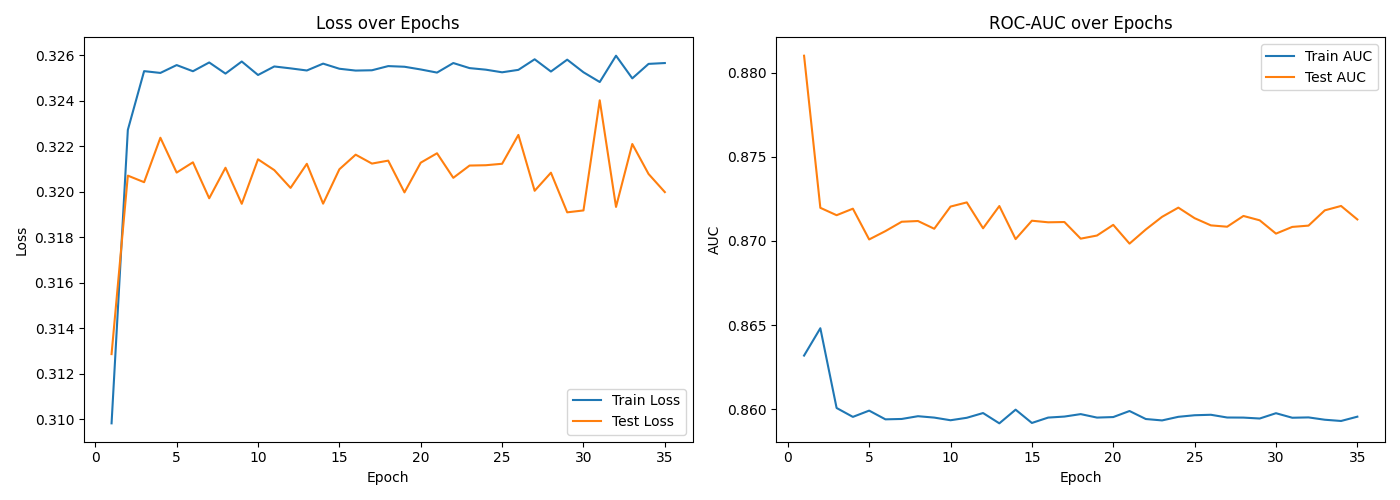 Loss over Epochs
0.326
0.324
0.322
0.320
0.318
0.316
0.314
0.312
0.310
Loss
0 5 10 15 20 25 30 35
Epoch
Train Loss
Test Loss
ROC-AUC over Epochs
0.880
0.875
0.870
0.865
0.860
AUC
0 5 10 15 20 25 30 35
Epoch
Train AUC
Test AUC